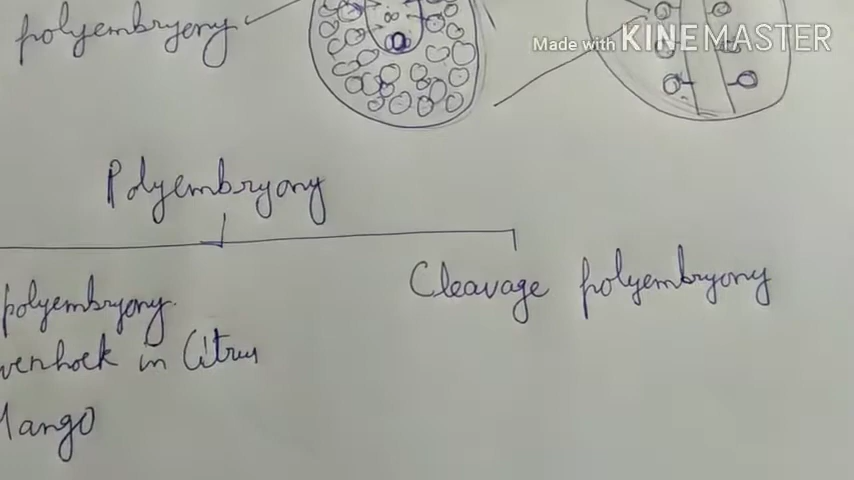 polyembryony
Made with KINEMASTER
Polyembryony
polyembryony.
Cleavage polyembryony
wenhoek in Citrus
Mango